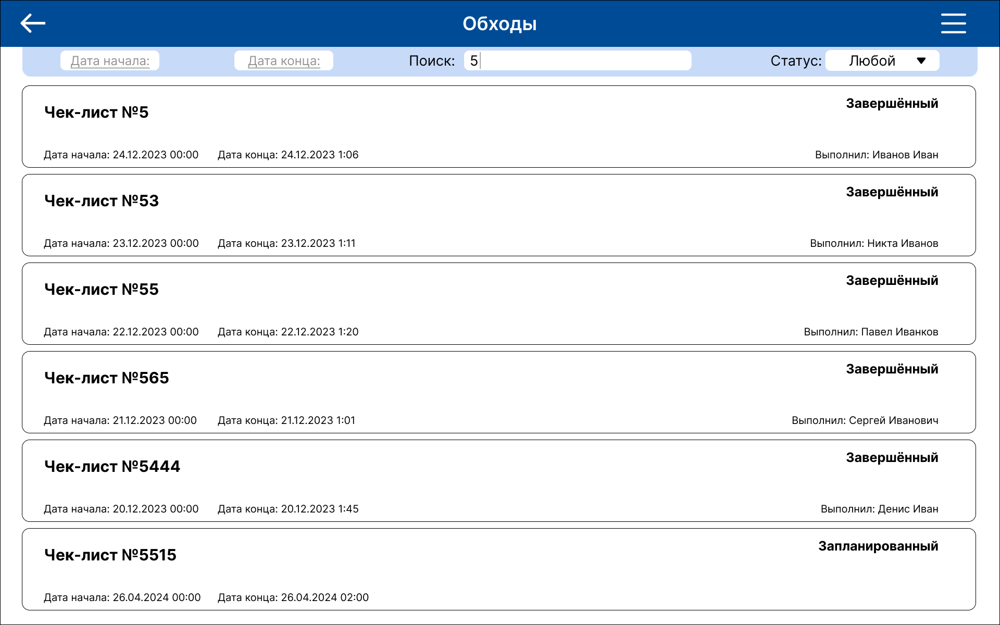 Обходы
Дата начала: Дата конца: Поиск: 5 Статус: Любой
Завершённый
Чек-лист №5
Дата начала: 24.12.2023 00:00 Дата конца: 24.12.2023 1:06 Выполнил: Иванов Иван
Завершённый
Чек-лист №53
Дата начала: 23.12.2023 00:00 Дата конца: 23.12.2023 1:11 Выполнил: Никта Иванов
Завершённый
Чек-лист №55
Дата начала: 22.12.2023 00:00 Дата конца: 22.12.2023 1:20 Выполнил: Павел Иванков
Завершённый
Чек-лист №565
Дата начала: 21.12.2023 00:00 Дата конца: 21.12.2023 1:01 Выполнил: Сергей Иванович
Завершённый
Чек-лист №5444
Дата начала: 20.12.2023 00:00 Дата конца: 20.12.2023 1:45 Выполнил: Денис Иван
Запланированный
Чек-лист №5515
Дата начала: 26.04.2024 00:00 Дата конца: 26.04.2024 02:00